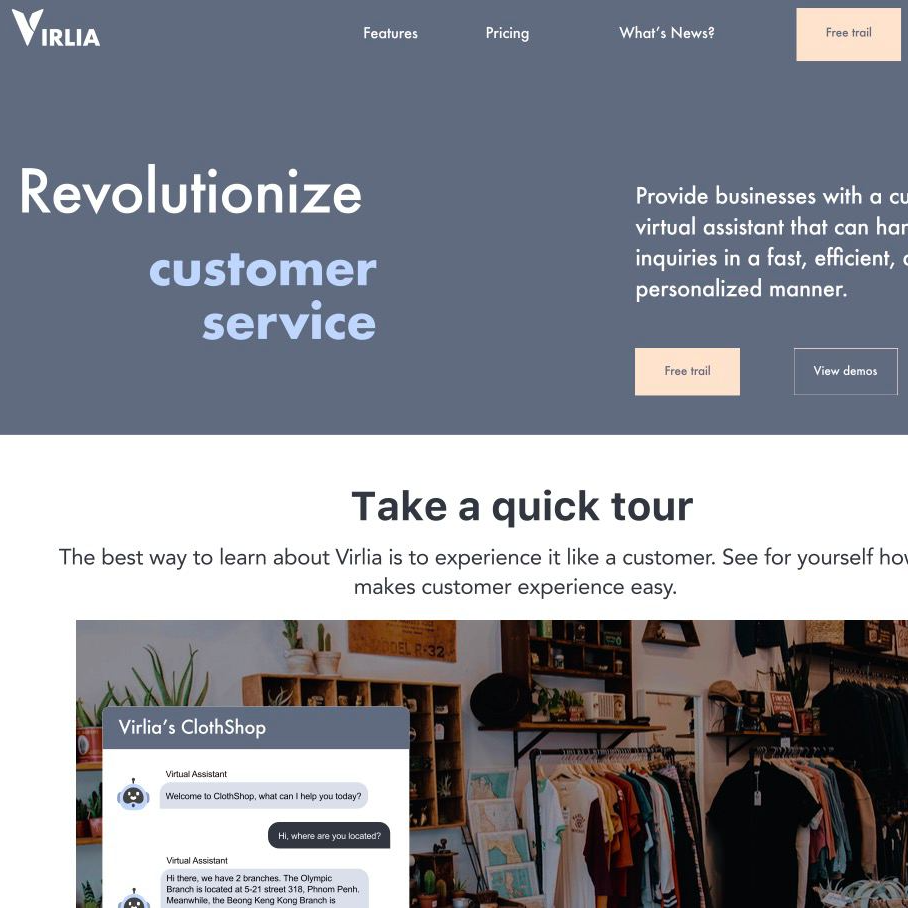 VIRLIA
Features
Pricing
What's News?
Free trail
Revolutionize
customer
service
Provide businesses with a cu
virtual assistant that can har
inquiries in a fast, efficient,
personalized manner.
Free trail
View demos
Take a quick tour
The best way to learn about Virlia is to experience it like a customer. See for yourself how
makes customer experience easy.
MODEL R-32
Virlia's ClothShop
Virtual Assistant
Welcome to ClothShop, what can I help you today?
Hi, where are you located?
Virtual Assistant
Hi there, we have 2 branches. The Olympic
Branch is located at 5-21 street 318, Phnom Penh.
Meanwhile, the Beong Keng Kong Branch is